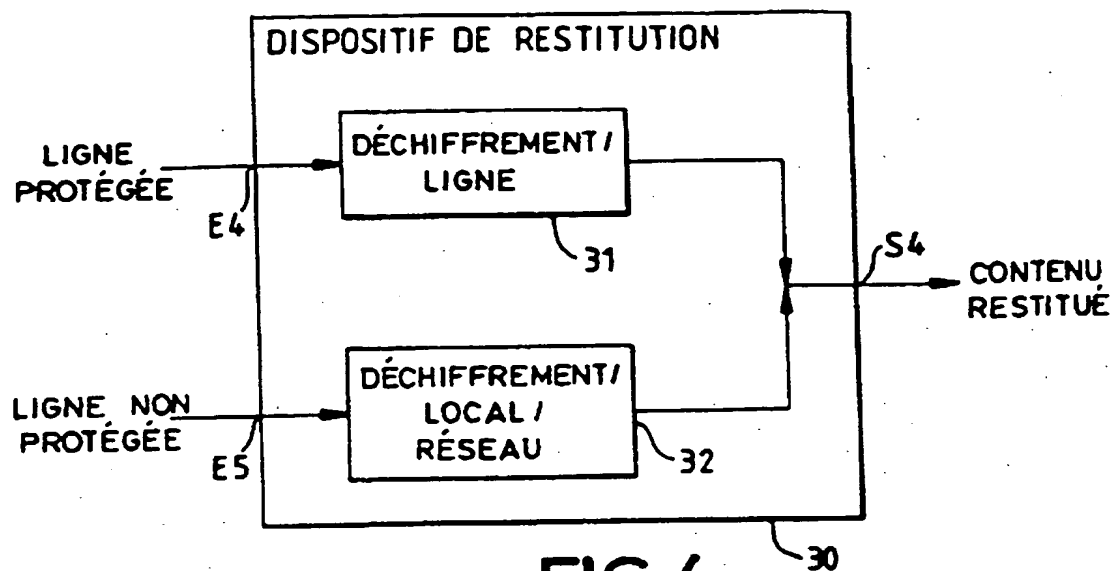 DISPOSITIF DE RESTITUTION
LIGNE
PROTÉGÉE
E4
DÉCHIFFREMENT/
LIGNE
31
S4
CONTENU
RESTITUÉ
LIGNE NON
PROTÉGÉE
E5
DÉCHIFFREMENT/
LOCAL/
RÉSEAU
32
30